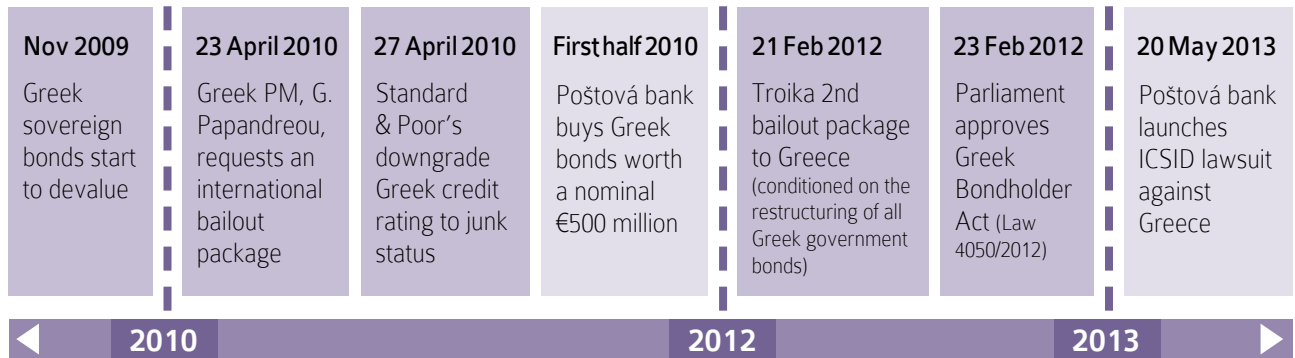 Nov 2009
Greek
sovereign
bonds start
to devalue
23 April 2010
Greek PM, G.
Papandreou,
requests an
international
bailout
package
27 April 2010
Standard
& Poor’s
downgrade
Greek credit
rating to junk
status
First half 2010
Poštová bank
buys Greek
bonds worth
a nominal
€500 million
21 Feb 2012
Troika 2nd
bailout package
to Greece
(conditioned on the
restructuring of all
Greek government
bonds)
23 Feb 2012
Parliament
approves
Greek
Bondholder
Act (Law
4050/2012)
20 May 2013
Poštová bank
launches
ICSID lawsuit
against
Greece
2010
2012
2013